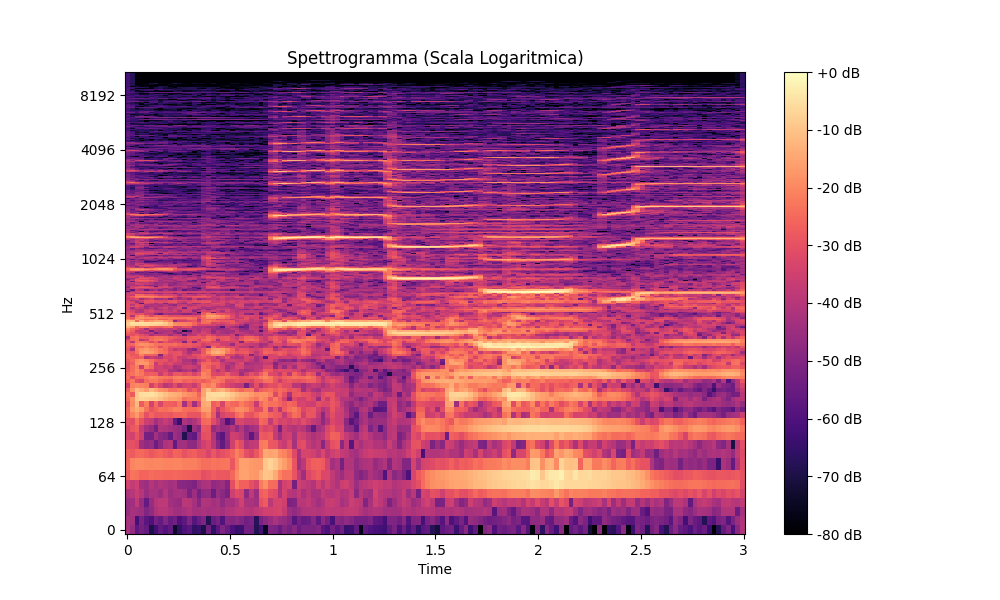 Spettrogramma (Scala Logaritmica)
Hz
8192
4096
2048
1024
512
256
128
64
0
0
0.5
1
1.5
2
2.5
3
Time
+0 dB
-10 dB
-20 dB
-30 dB
-40 dB
-50 dB
-60 dB
-70 dB
-80 dB